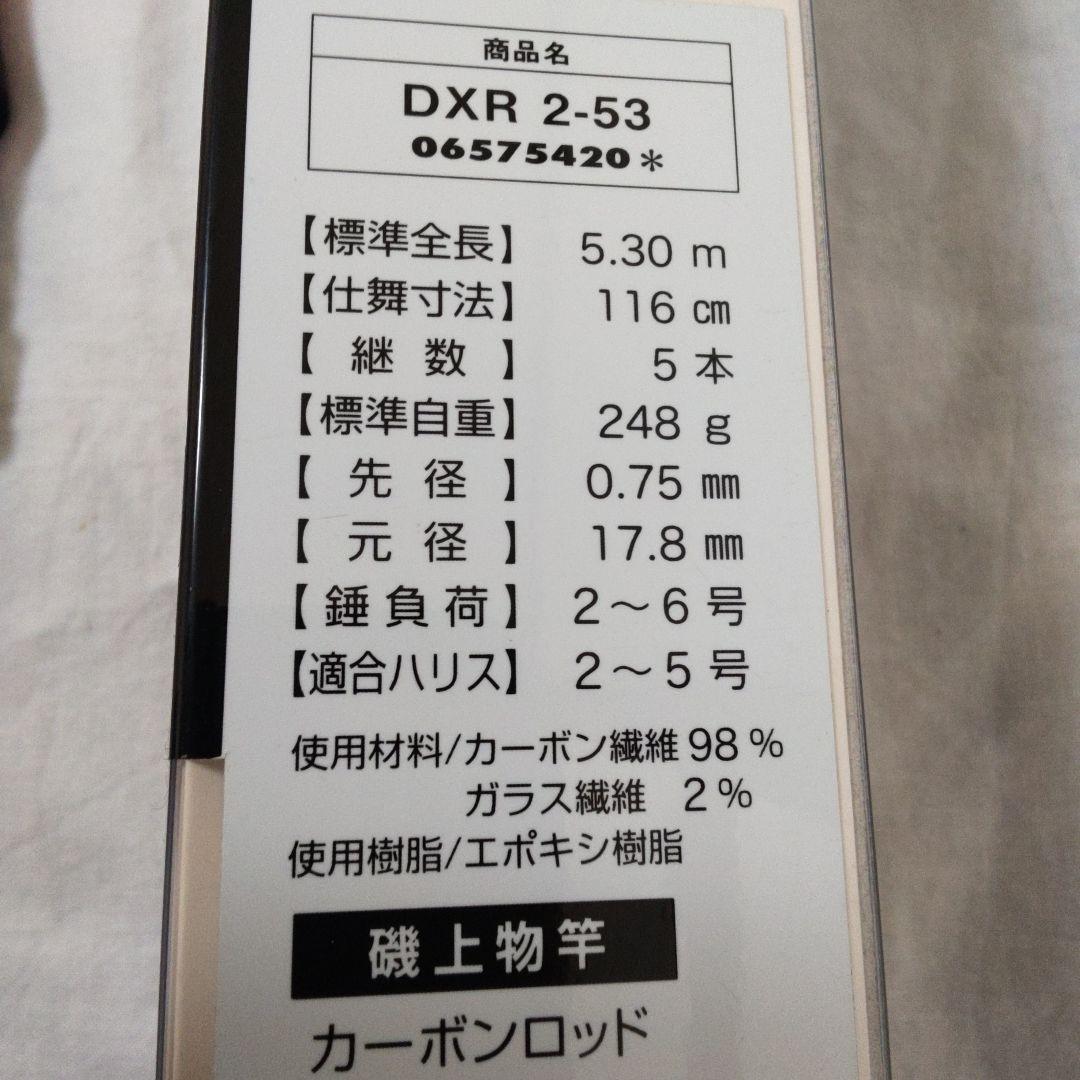 商品名
DXR 2-53
06575420*
【標準全長】 5.30 m
【仕舞寸法】 116 cm
【継数】 5 本
【標準自重】 248 g
【先径】 0.75 mm
【元径】 17.8 mm
【錘負荷】 2～6 号
【適合ハリス】 2～5 号
使用材料/カーボン繊維 98 %
ガラス繊維 2 %
使用樹脂/エポキシ樹脂
磯上物竿
カーボンロッド